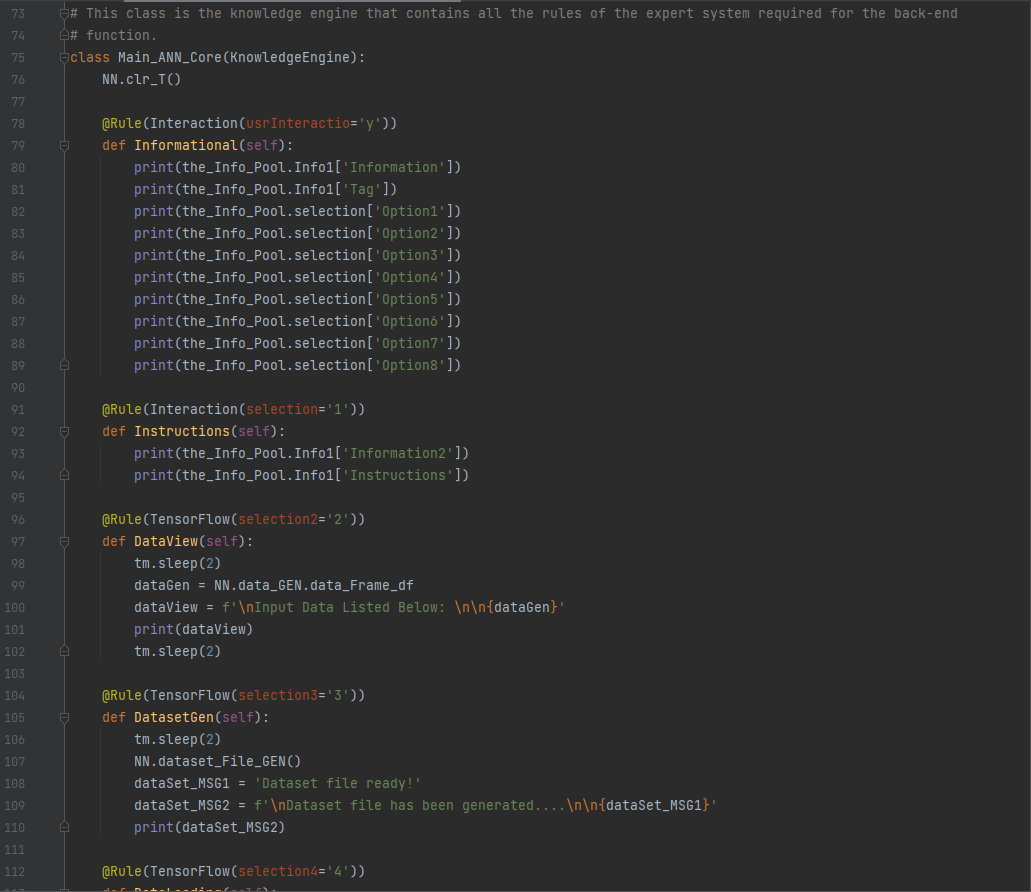 73 # This class is the knowledge engine that contains all the rules of the expert system required for the back-end
74 # function.
75 class Main_ANN_Core(KnowledgeEngine):
76     NN.clr_T()
77
78     @Rule(Interaction(usrInteractio='y'))
79     def Informational(self):
80         print(the_Info_Pool.Info1['Information'])
81         print(the_Info_Pool.Info1['Tag'])
82         print(the_Info_Pool.selection['Option1'])
83         print(the_Info_Pool.selection['Option2'])
84         print(the_Info_Pool.selection['Option3'])
85         print(the_Info_Pool.selection['Option4'])
86         print(the_Info_Pool.selection['Option5'])
87         print(the_Info_Pool.selection['Option6'])
88         print(the_Info_Pool.selection['Option7'])
89         print(the_Info_Pool.selection['Option8'])
90
91     @Rule(Interaction(selection='1'))
92     def Instructions(self):
93         print(the_Info_Pool.Info1['Information2'])
94         print(the_Info_Pool.Info1['Instructions'])
95
96     @Rule(TensorFlow(selection2='2'))
97     def DataView(self):
98         tm.sleep(2)
99         dataGen = NN.data_GEN.data_Frame_df
100         dataView = f'\nInput Data Listed Below: \n\n{dataGen}'
101         print(dataView)
102         tm.sleep(2)
103
104     @Rule(TensorFlow(selection3='3'))
105     def DatasetGen(self):
106         tm.sleep(2)
107         NN.dataset_File_GEN()
108         dataSet_MSG1 = 'Dataset file ready!'
109         dataSet_MSG2 = f'\nDataset file has been generated....\n\n{dataSet_MSG1}'
110         print(dataSet_MSG2)
111
112     @Rule(TensorFlow(selection4='4'))